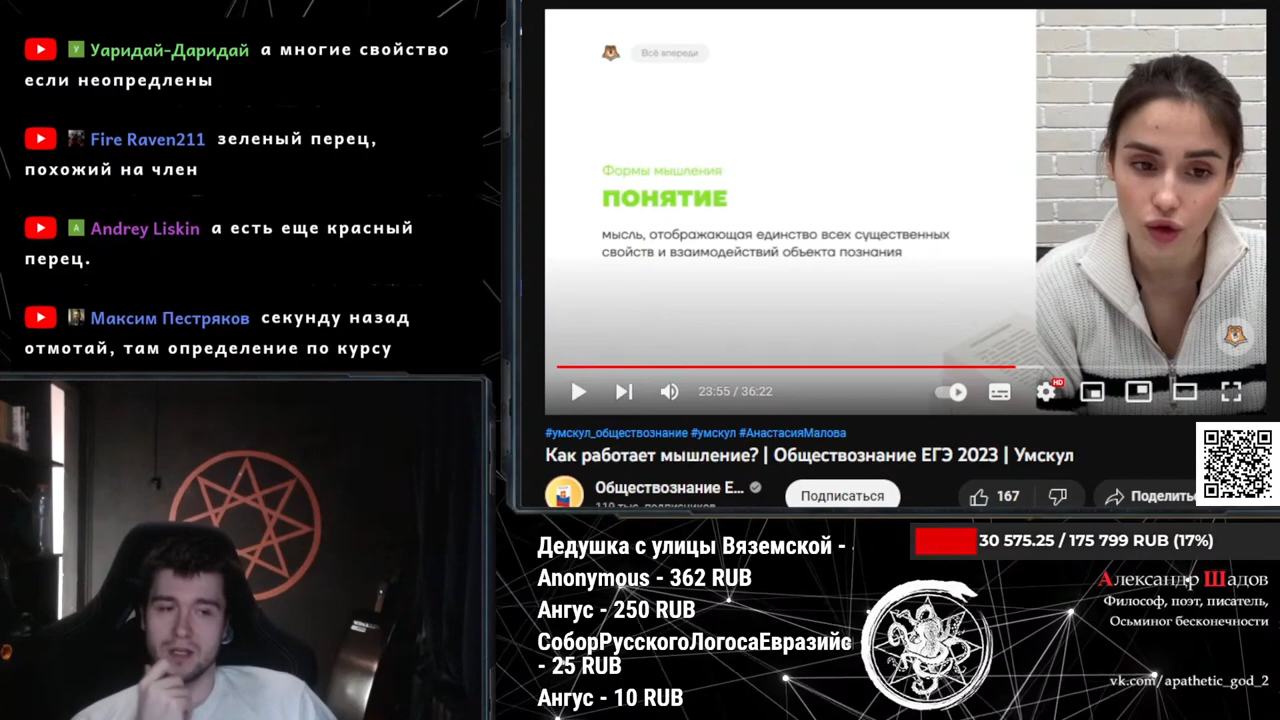 Уаридай-Даридай а многие свойство
если неопредлены
Fire Raven211 зеленый перец,
похожий на член
Andrey Liskin а есть еще красный
перец.
Максим Пестряков секунду назад
отмотай, там определение по курсу
Всё впереди
Формы мышления
ПОНЯТИЕ
мысль, отображающая единство всех существенных
свойств и взаимодействий объекта познания
23:55 / 36:22
HD
#умскул_обществознание #умскул #АнастасияМалова
Как работает мышление? | Обществознание ЕГЭ 2023 | Умскул
Обществознание Е...
Подписаться
167
Поделить
Дедушка с улицы Вяземской -
Anonymous - 362 RUB
Ангус - 250 RUB
СоборРусскогоЛогосаЕвразий
- 25 RUB
Ангус - 10 RUB
30 575.25 / 175 799 RUB (17%)
Александр Шадов
Философ, поэт, писатель,
Осьминог бесконечности
vk.com/apathetic_god_2